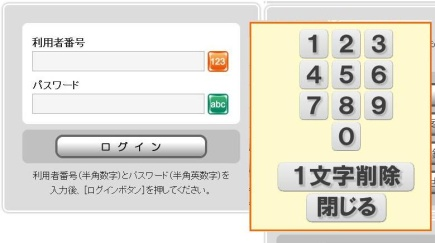 利用者番号
123
パスワード
abc
ログイン
利用者番号(半角数字)とパスワード(半角英数字)を
入力後、[ログインボタン]を押してください。
1 2 3
4 5 6
7 8 9
0
1文字削除
閉じる